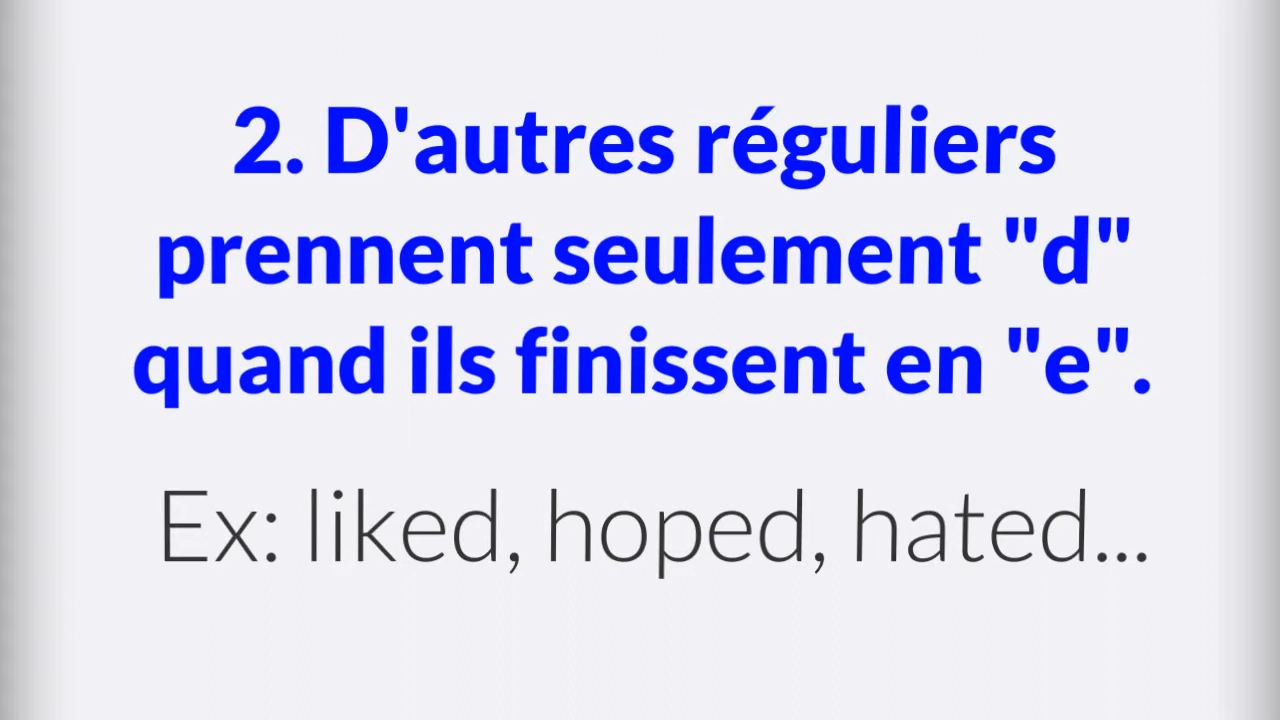 2. D'autres réguliers
prennent seulement "d"
quand ils finissent en "e".
Ex: liked, hoped, hated...